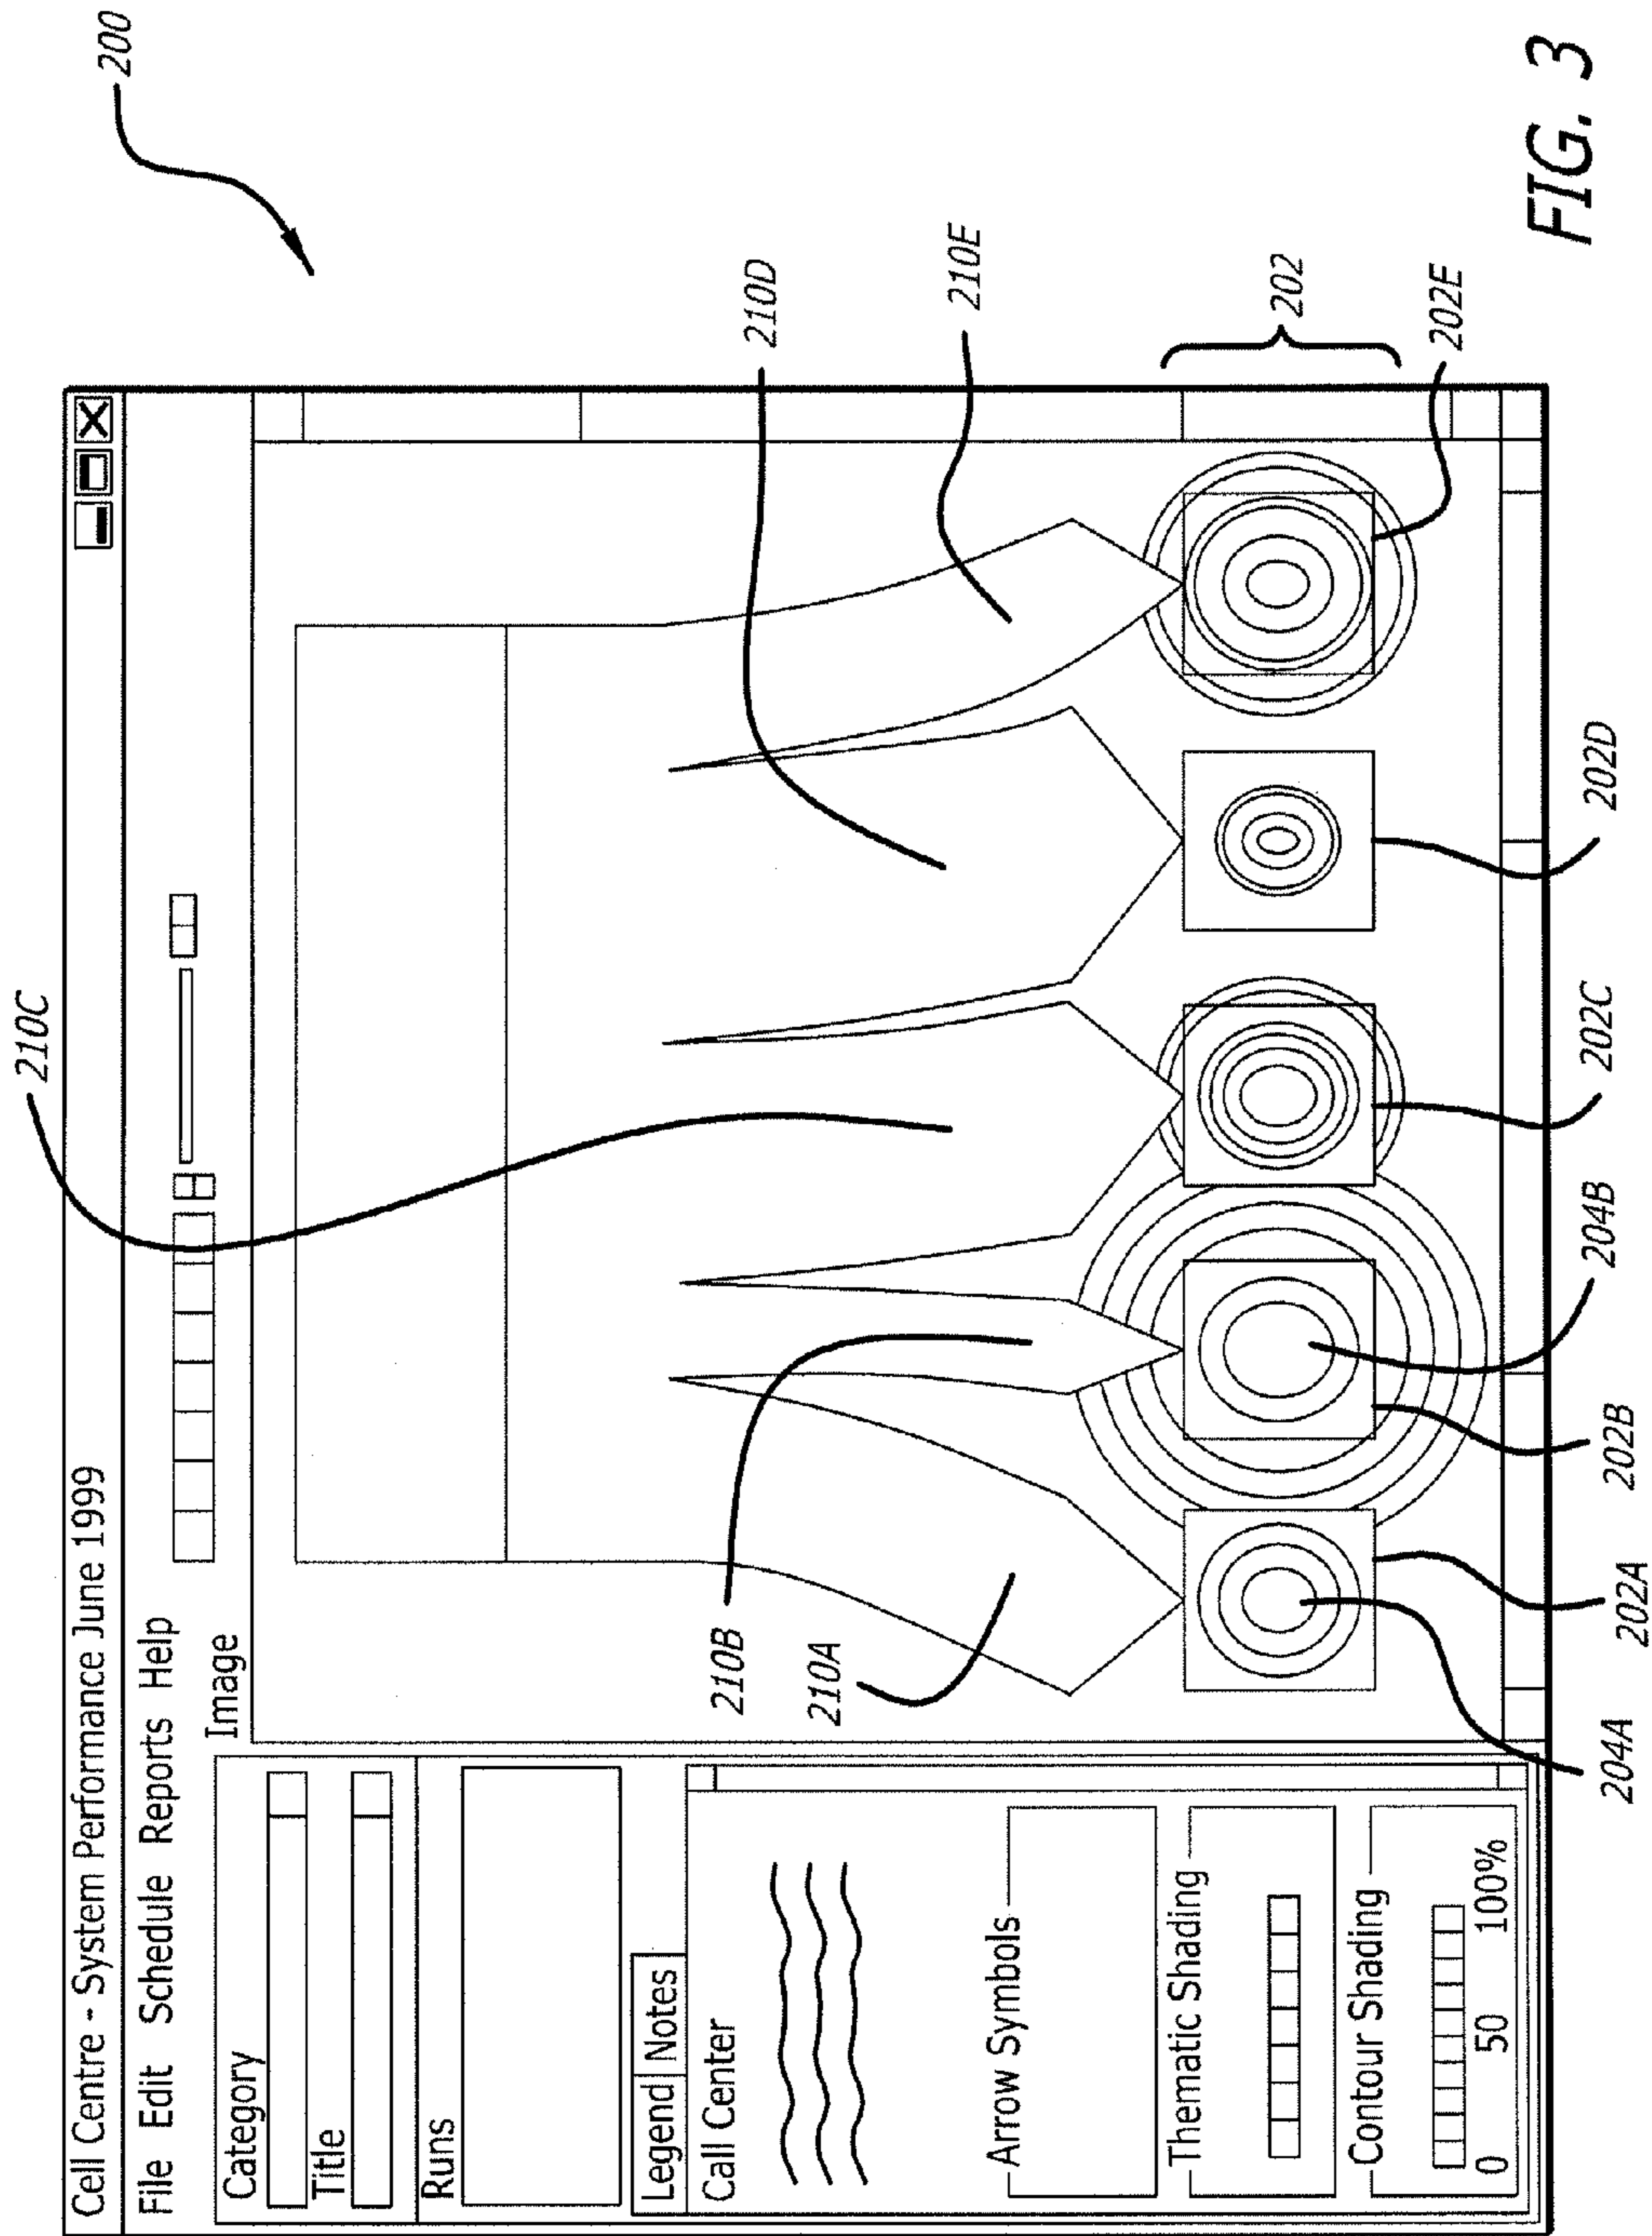 Cell Centre - System Performance June 1999
File Edit Schedule Reports Help
Category
Title
Runs
Legend Notes
Call Center
Arrow Symbols
Thematic Shading
Contour Shading
0 50 100%
Image
200
210C
210D
210E
210B
210A
202
202E
204A
202A
202B
204B
202C
202D
FIG. 3